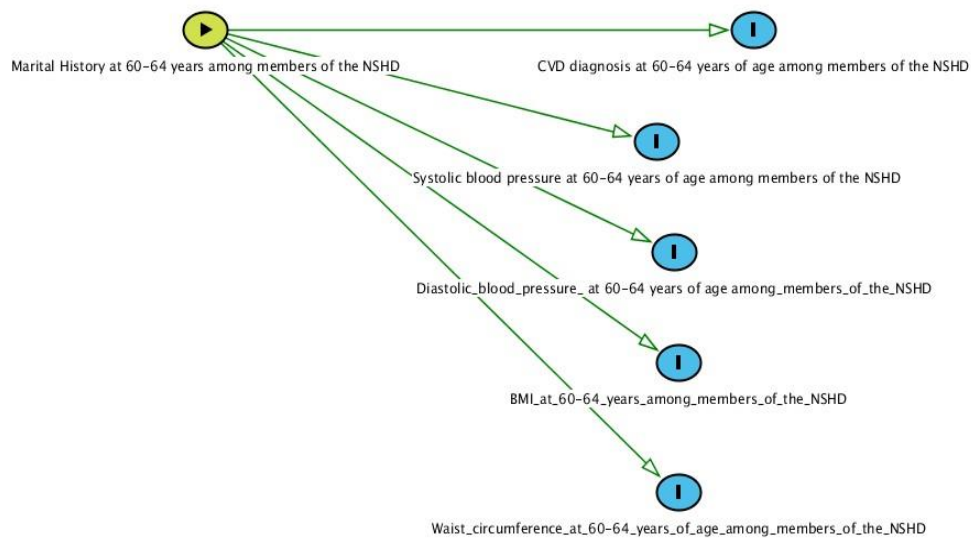 Marital History at 60-64 years among members of the NSHD
CVD diagnosis at 60-64 years of age among members of the NSHD
Systolic blood pressure at 60-64 years of age among members of the NSHD
Diastolic_blood_pressure_ at 60-64 years of age among_members_of_the_NSHD
BMI_at_60-64_years_among_members_of_the_NSHD
Waist_circumference_at_60-64_years_of_age_among_members_of_the_NSHD